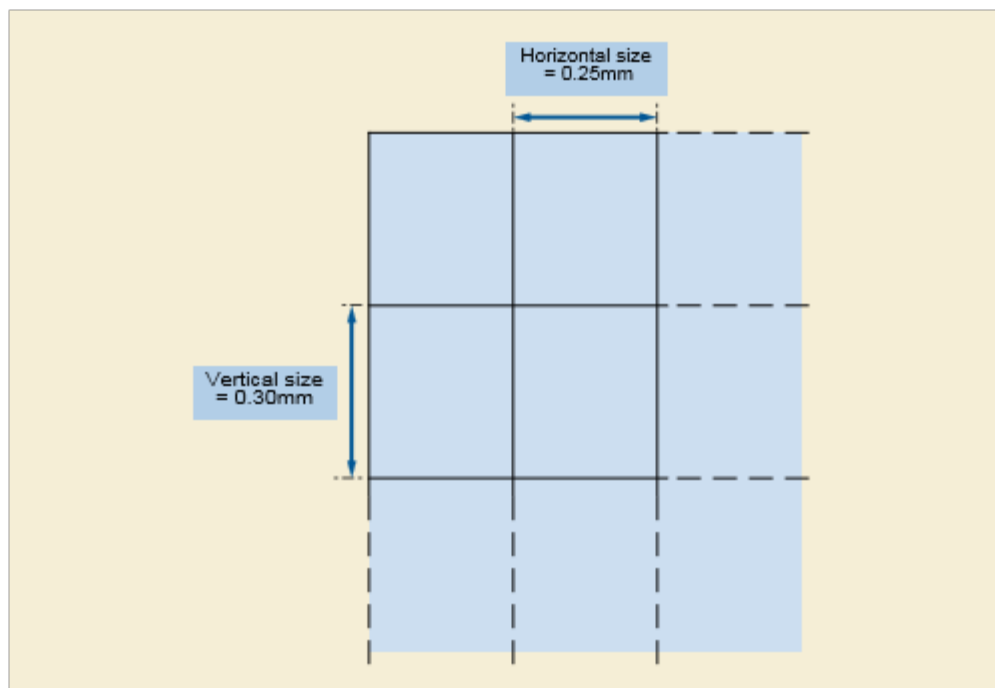 Horizontal size
= 0.25mm
Vertical size
= 0.30mm